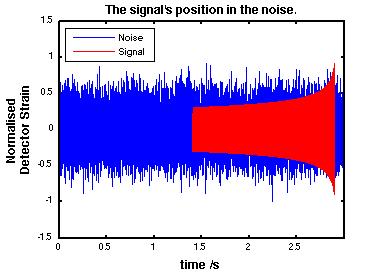 The signal's position in the noise.
Noise
Signal
Normalised
Detector Strain
1.5
1
0.5
0
-0.5
-1
-1.5
0 0.5 1 1.5 2 2.5
time /s